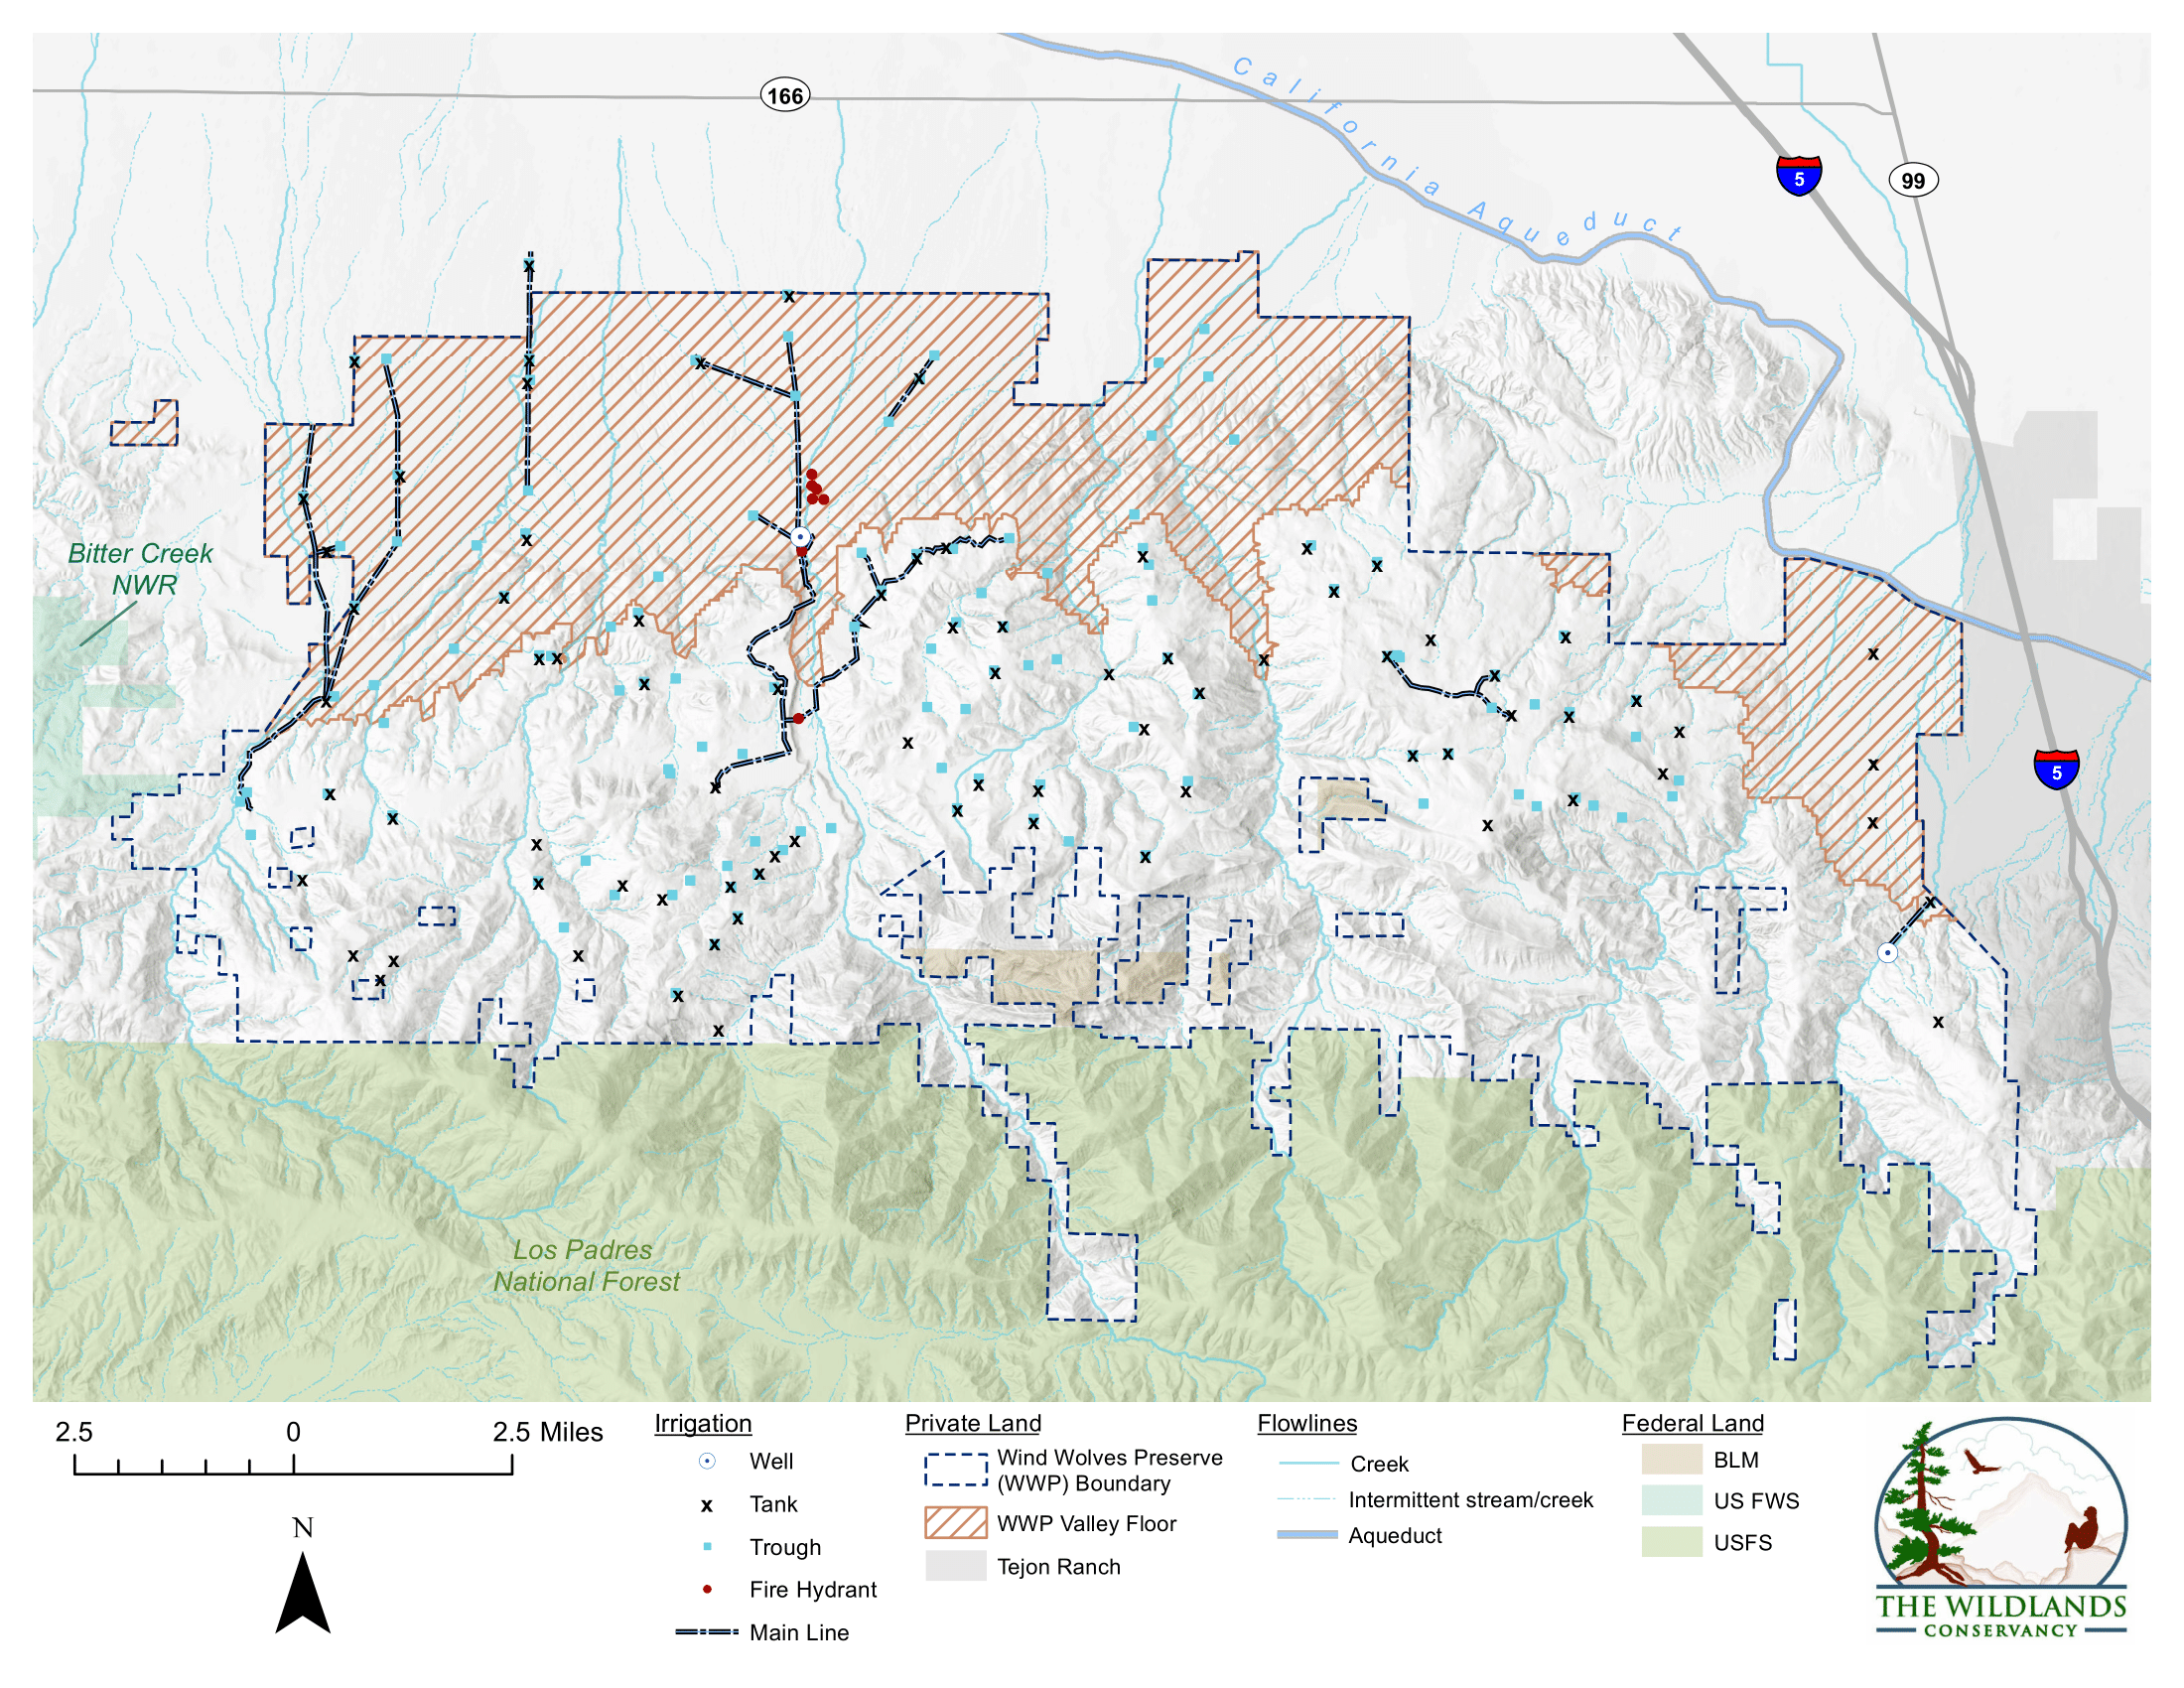 166
California Aqueduct
5
99
Bitter Creek
NWR
5
Los Padres
National Forest
2.5 0 2.5 Miles
N
Irrigation
Well
Tank
Trough
Fire Hydrant
Main Line
Private Land
Wind Wolves Preserve
(WWP) Boundary
WWP Valley Floor
Tejon Ranch
Flowlines
Creek
Intermittent stream/creek
Aqueduct
Federal Land
BLM
US FWS
USFS
THE WILDLANDS
CONSERVANCY